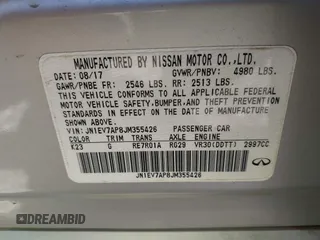 MANUFACTURED BY NISSAN MOTOR CO.,LTD.
DATE: 08/17 GVWR/PNBV: 4980 LBS.
GAWR/PNBE FR: 2546 LBS. RR: 2513 LBS.
THIS VEHICLE CONFORMS TO ALL APPLICABLE FEDERAL
MOTOR VEHICLE SAFETY,BUMPER,AND THEFT PREVENTION
STANDARDS IN EFFECT ON THE DATE OF MANUFACTURE
SHOWN ABOVE.
VIN: JN1EV7AP8JM355426 PASSENGER CAR
COLOR TRIM TRANS AXLE ENGINE
K23 G RE7R01A RG29 VR30(DDTT) 2997CC
JN1EV7AP8JM355426
INFINITI
DREAMBID